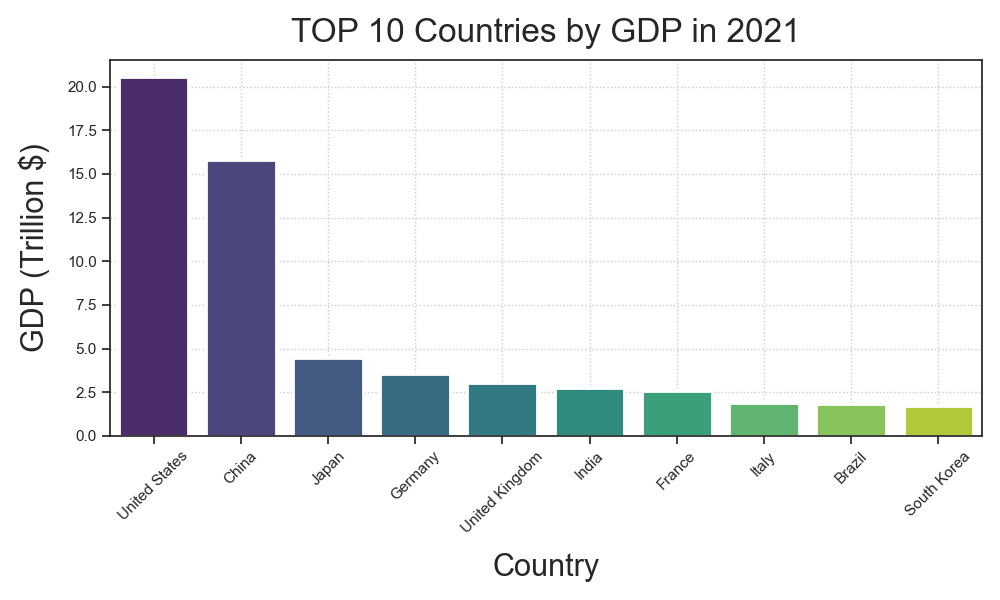 TOP 10 Countries by GDP in 2021
GDP (Trillion $)
20.0
17.5
15.0
12.5
10.0
7.5
5.0
2.5
0.0
United States
China
Japan
Germany
United Kingdom
India
France
Italy
Brazil
South Korea
Country